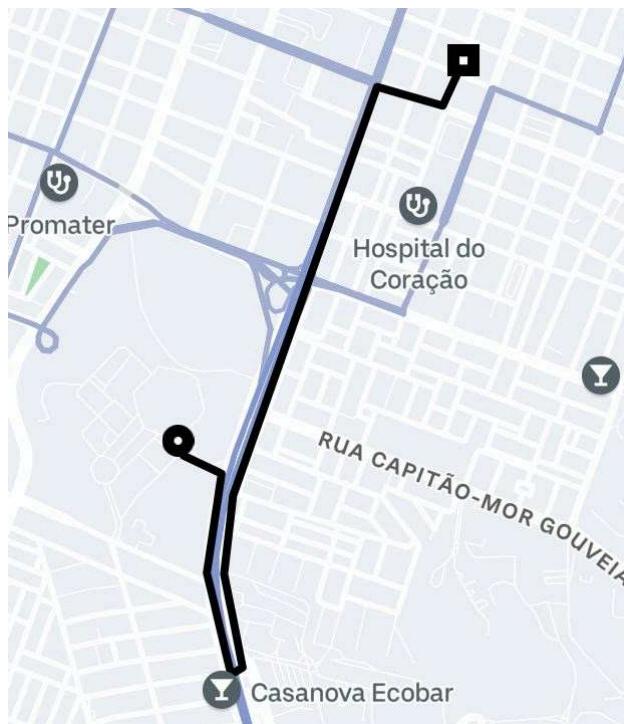 Promater
Hospital do
Coração
RUA CAPITÃO-MOR GOUVEIA
Casanova Ecobar